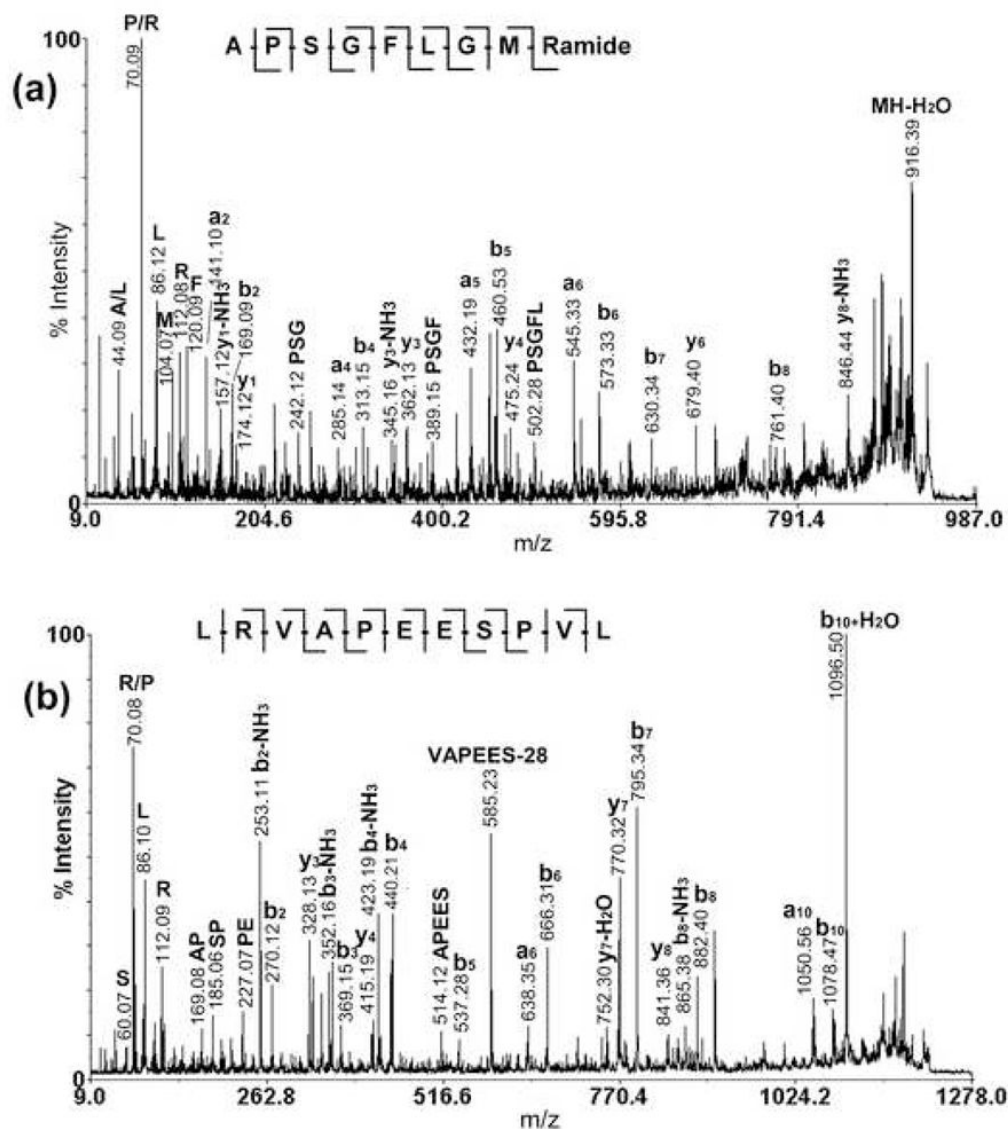 (a)
A P S G F L G M Ramide
100
% Intensity
0
P/R
70.09
44.09 A/L
L
86.12
M
104.07
R
112.08
F
120.09
a2
141.10
157.12 y1-NH3
b2
169.09
174.12 y1
242.12 PSG
a4
285.14
b4
313.15
345.16 y3-NH3
y3
362.13
389.15 PSGF
a5
432.19
b5
460.53
y4
475.24
502.28 PSGFL
a6
545.33
b6
573.33
b7
630.34
y6
679.40
b8
761.40
846.44 y8-NH3
MH-H2O
916.39
9.0 204.6 400.2 595.8 791.4 987.0
m/z
(b)
L R V A P E E S P V L
100
% Intensity
0
R/P
70.08
S
60.07
L
86.10
R
112.09
169.08 AP
185.06 SP
227.07 PE
253.11 b2-NH3
b2
270.12
y3
328.13
352.16 b3-NH3
b3
369.15
y4
415.19
423.19 b4-NH3
b4
440.21
514.12 APEES
b5
537.28
VAPEES-28
585.23
a6
638.35
b6
666.31
752.30 y7-H2O
y7
770.32
b7
795.34
y8
841.36
865.38 b8-NH3
b8
882.40
a10
1050.56
b10
1078.47
b10+H2O
1096.50
9.0 262.8 516.6 770.4 1024.2 1278.0
m/z